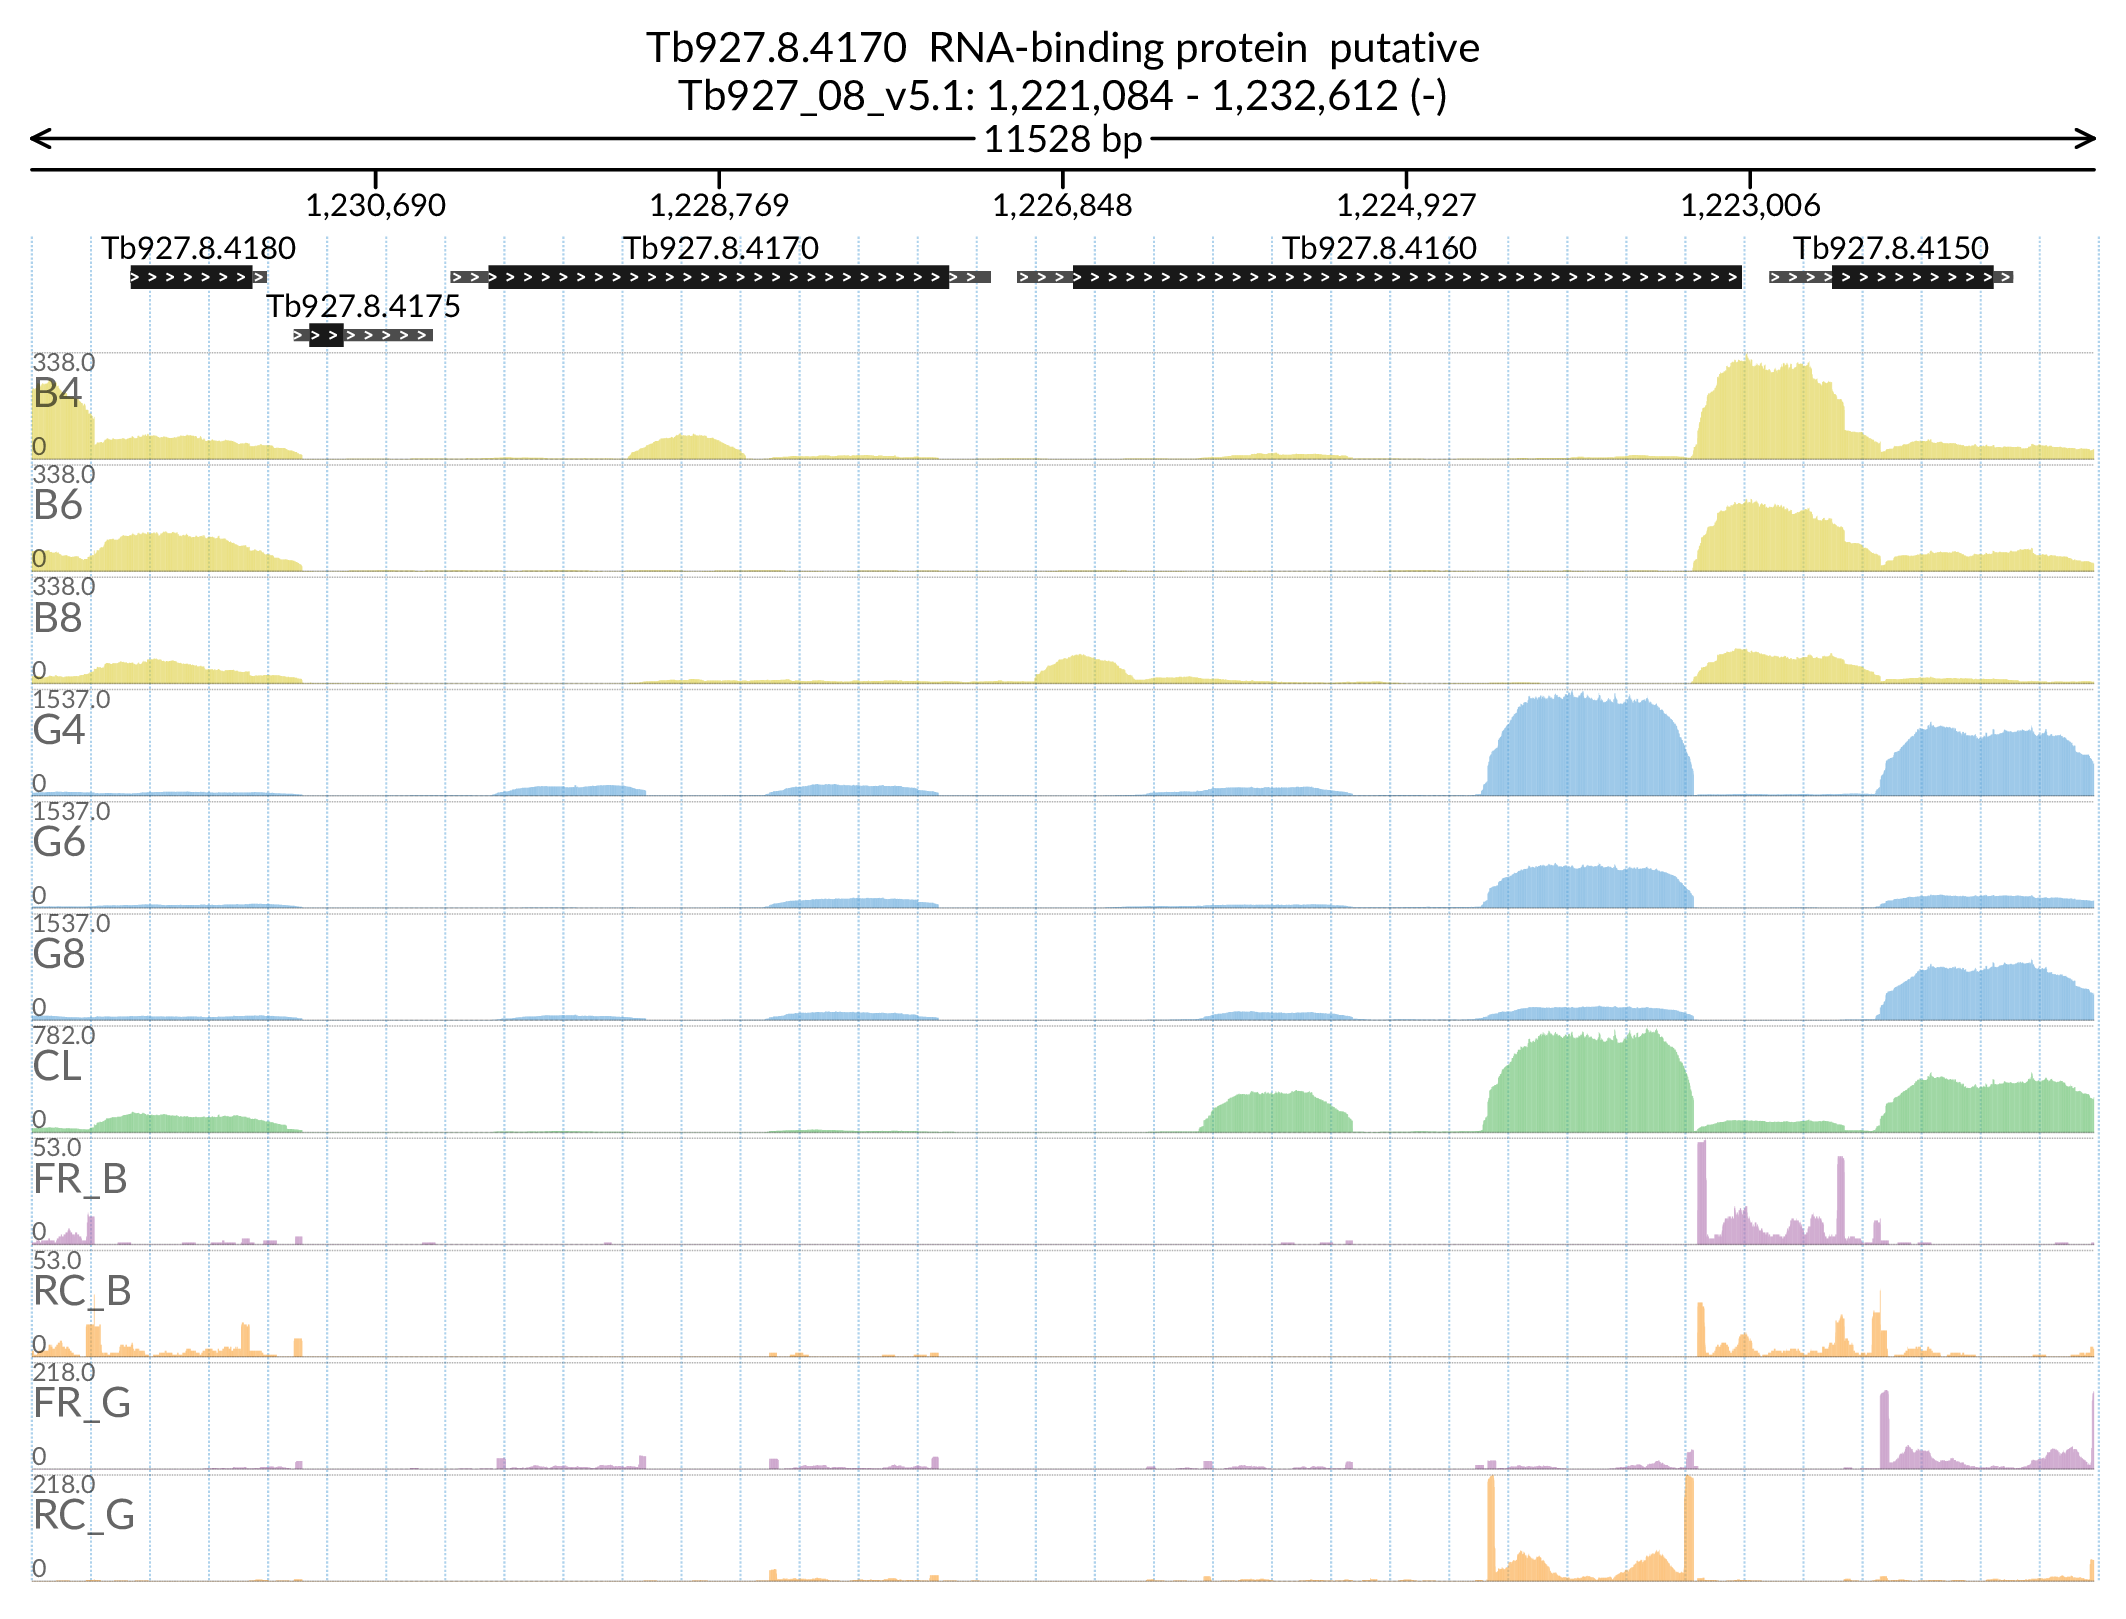 Tb927.8.4170 RNA-binding protein putative
Tb927_08_v5.1: 1,221,084 - 1,232,612 (-)
11528 bp
1,230,690 1,228,769 1,226,848 1,224,927 1,223,006
Tb927.8.4180 Tb927.8.4170 Tb927.8.4160 Tb927.8.4150
Tb927.8.4175
338.0
B4
0
338.0
B6
0
338.0
B8
0
1537.0
G4
0
1537.0
G6
0
1537.0
G8
0
782.0
CL
0
53.0
FR_B
0
53.0
RC_B
0
218.0
FR_G
0
218.0
RC_G
0